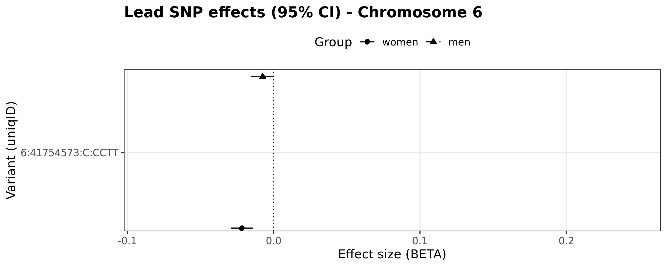 Lead SNP effects (95% CI) - Chromosome 6
Group women men
Variant (uniqID)
6:41754573:C:CCTT
-0.1 0.0 0.1 0.2
Effect size (BETA)